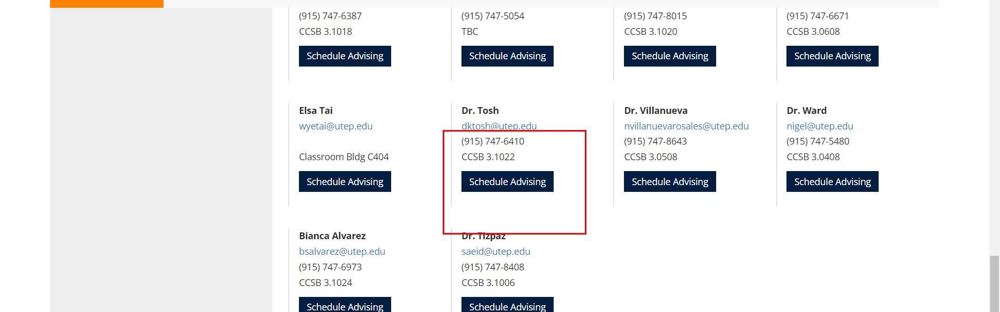 (915) 747-6387
CCSB 3.1018
Schedule Advising
(915) 747-5054
TBC
Schedule Advising
(915) 747-8015
CCSB 3.1020
Schedule Advising
(915) 747-6671
CCSB 3.0608
Schedule Advising
Elsa Tai
wyetai@utep.edu
Classroom Bldg C404
Schedule Advising
Dr. Tosh
dktosh@utep.edu
(915) 747-6410
CCSB 3.1022
Schedule Advising
Dr. Villanueva
nvillanuevarosales@utep.edu
(915) 747-8643
CCSB 3.0508
Schedule Advising
Dr. Ward
nigel@utep.edu
(915) 747-5480
CCSB 3.0408
Schedule Advising
Bianca Alvarez
bsalvarez@utep.edu
(915) 747-6973
CCSB 3.1024
Schedule Advising
Dr. Tizpaz
saeid@utep.edu
(915) 747-8408
CCSB 3.1006
Schedule Advising